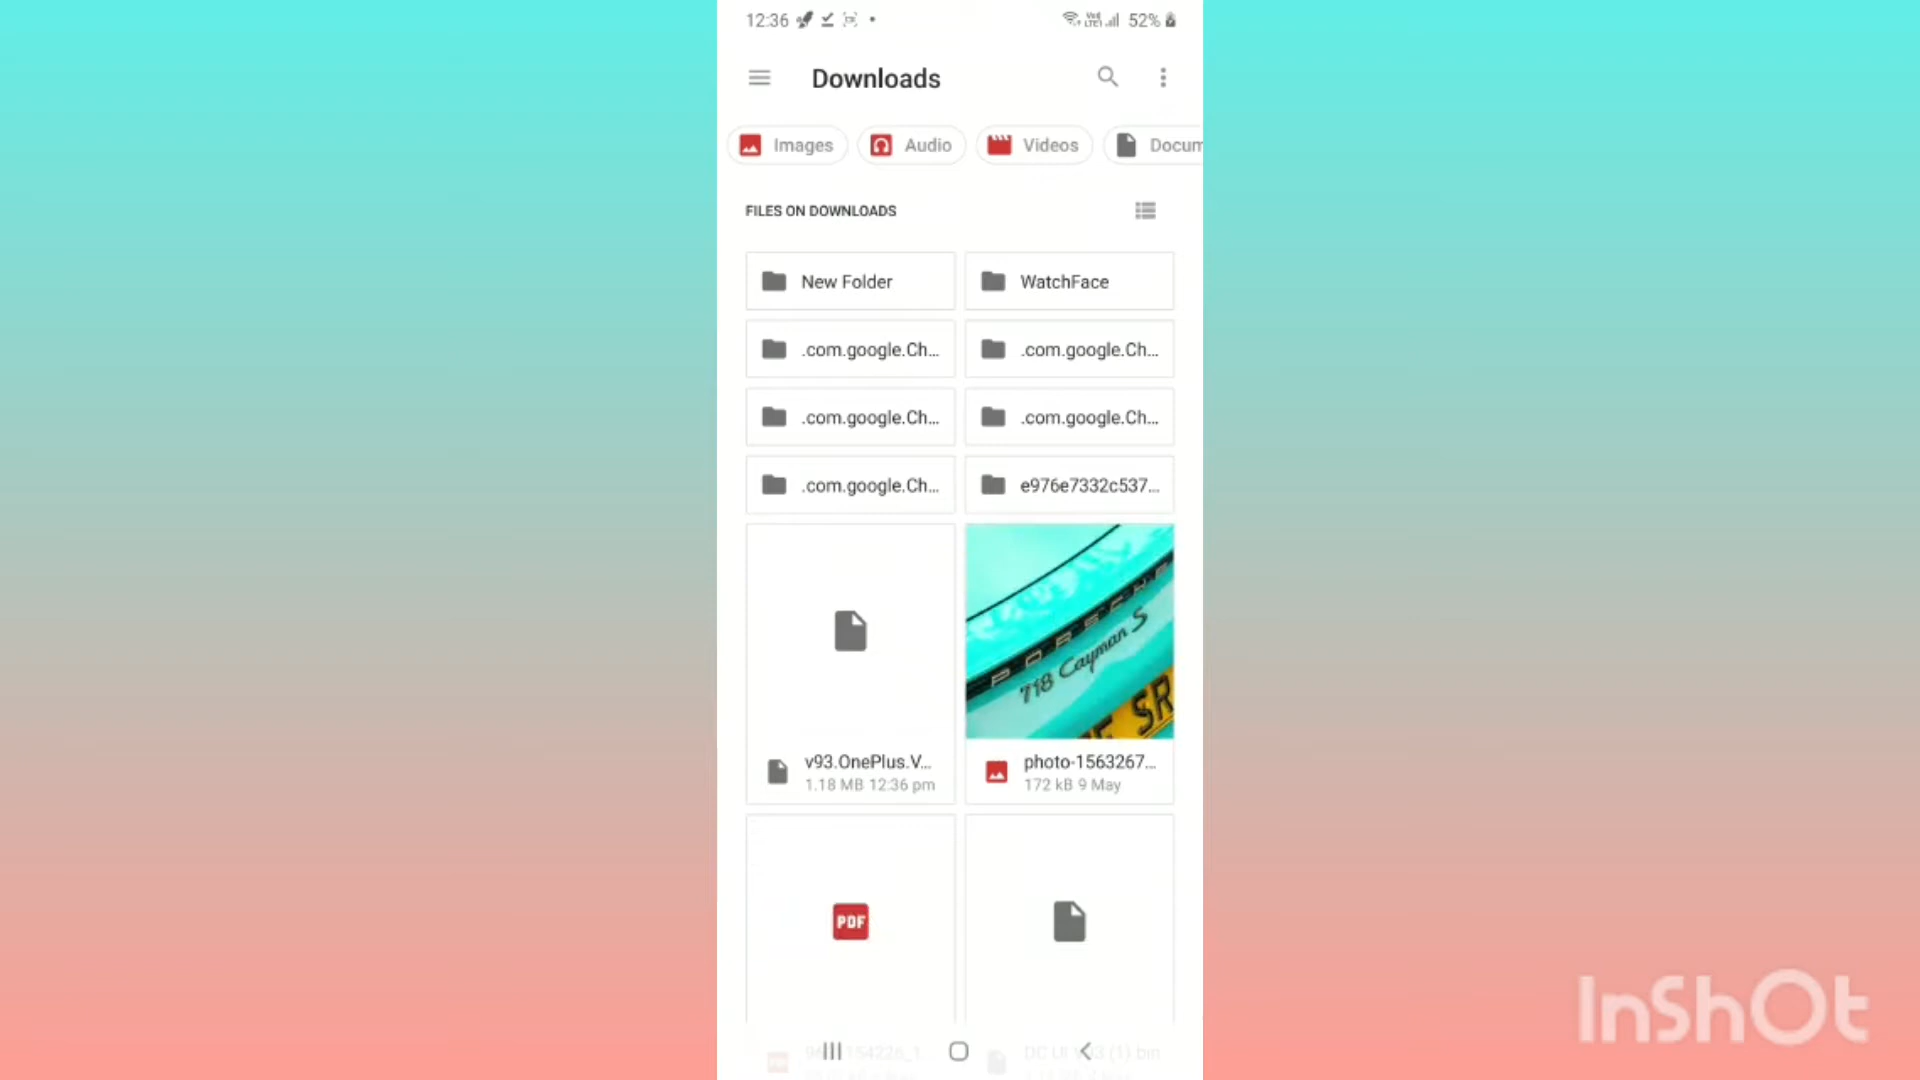 12:36
VoLTE 52%
Downloads
Images Audio Videos Docum
FILES ON DOWNLOADS
New Folder WatchFace
.com.google.Ch... .com.google.Ch...
.com.google.Ch... .com.google.Ch...
.com.google.Ch... e976e7332c537...
PORSCHE
718 Cayman S
SR
v93.OnePlus.V... photo-1563267...
1.18 MB 12:36 pm 172 kB 9 May
PDF
InShOt